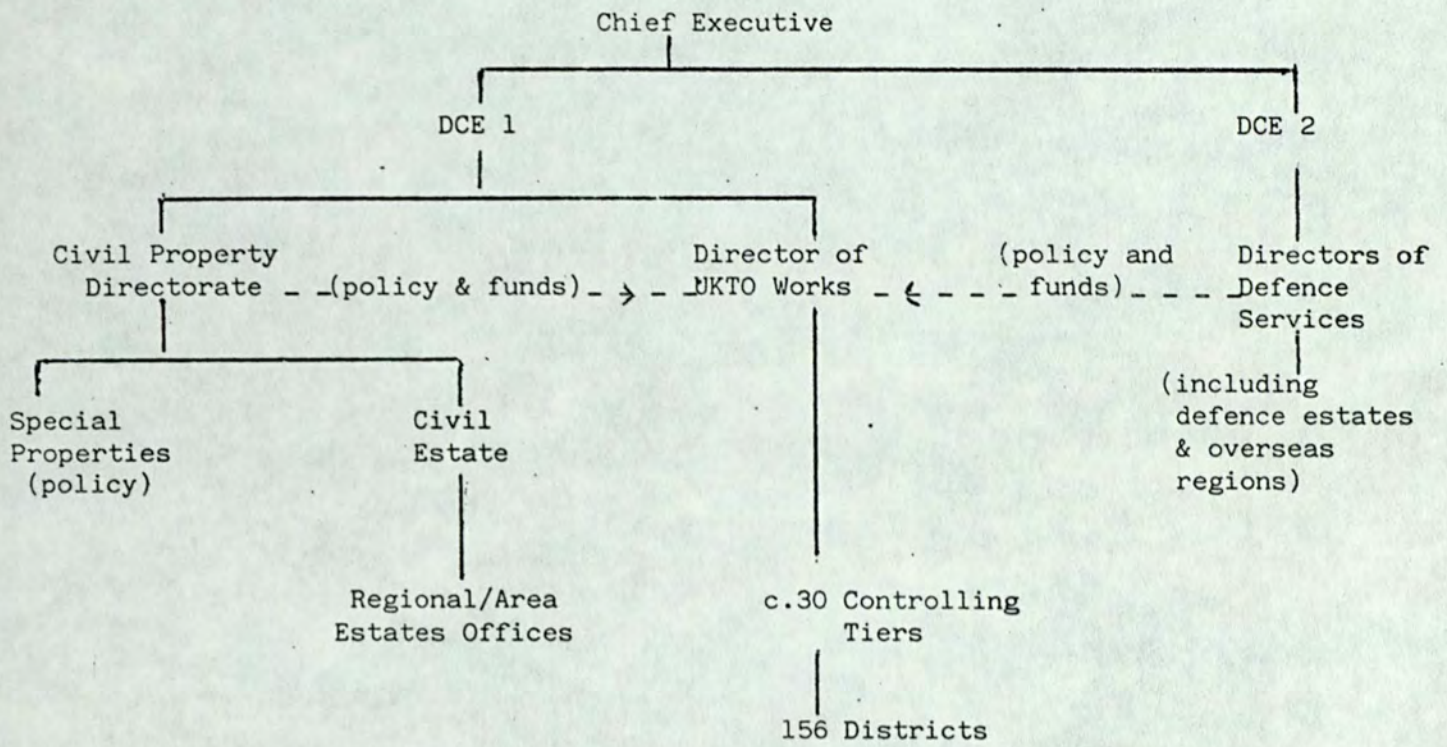 Chief Executive
DCE 1
DCE 2
Civil Property
Directorate
(policy & funds)
Director of
UKTO Works
(policy and
funds)
Directors of
Defence
Services
Special
Properties
(policy)
Civil
Estate
(including
defence estates
& overseas
regions)
Regional/Area
Estates Offices
c.30 Controlling
Tiers
156 Districts